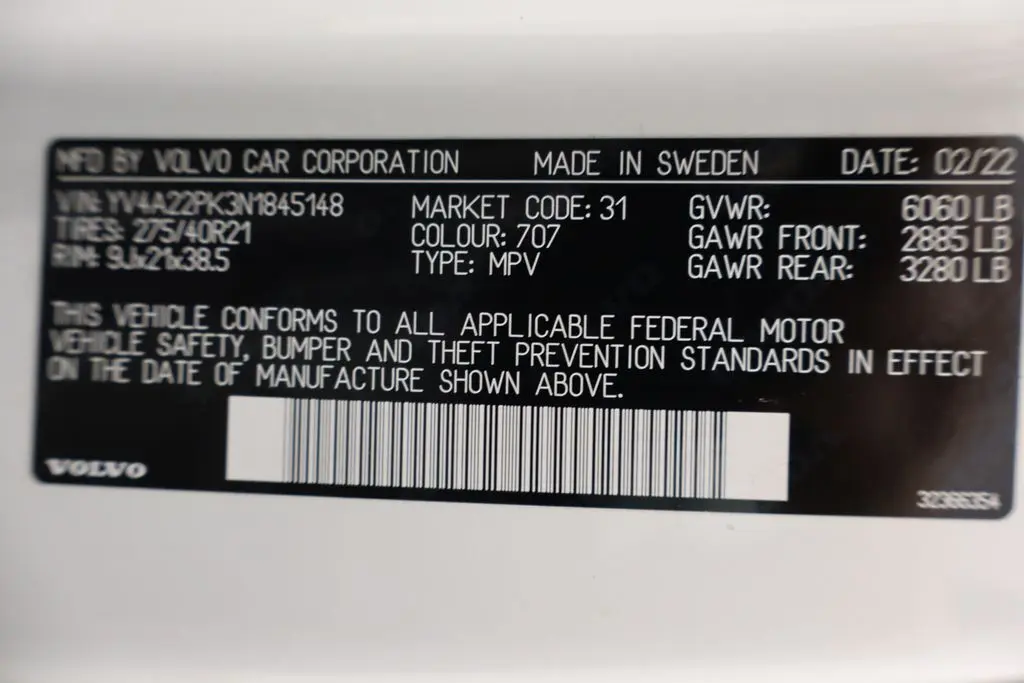 MFD BY VOLVO CAR CORPORATION MADE IN SWEDEN DATE: 02/22
VIN: YV4A22PK3N1845148 MARKET CODE: 31 GVWR: 6060 LB
TIRES: 275/40R21 COLOUR: 707 GAWR FRONT: 2885 LB
RIM: 9Jx21x38.5 TYPE: MPV GAWR REAR: 3280 LB
THIS VEHICLE CONFORMS TO ALL APPLICABLE FEDERAL MOTOR
VEHICLE SAFETY, BUMPER AND THEFT PREVENTION STANDARDS IN EFFECT
ON THE DATE OF MANUFACTURE SHOWN ABOVE.
VOLVO
32366354